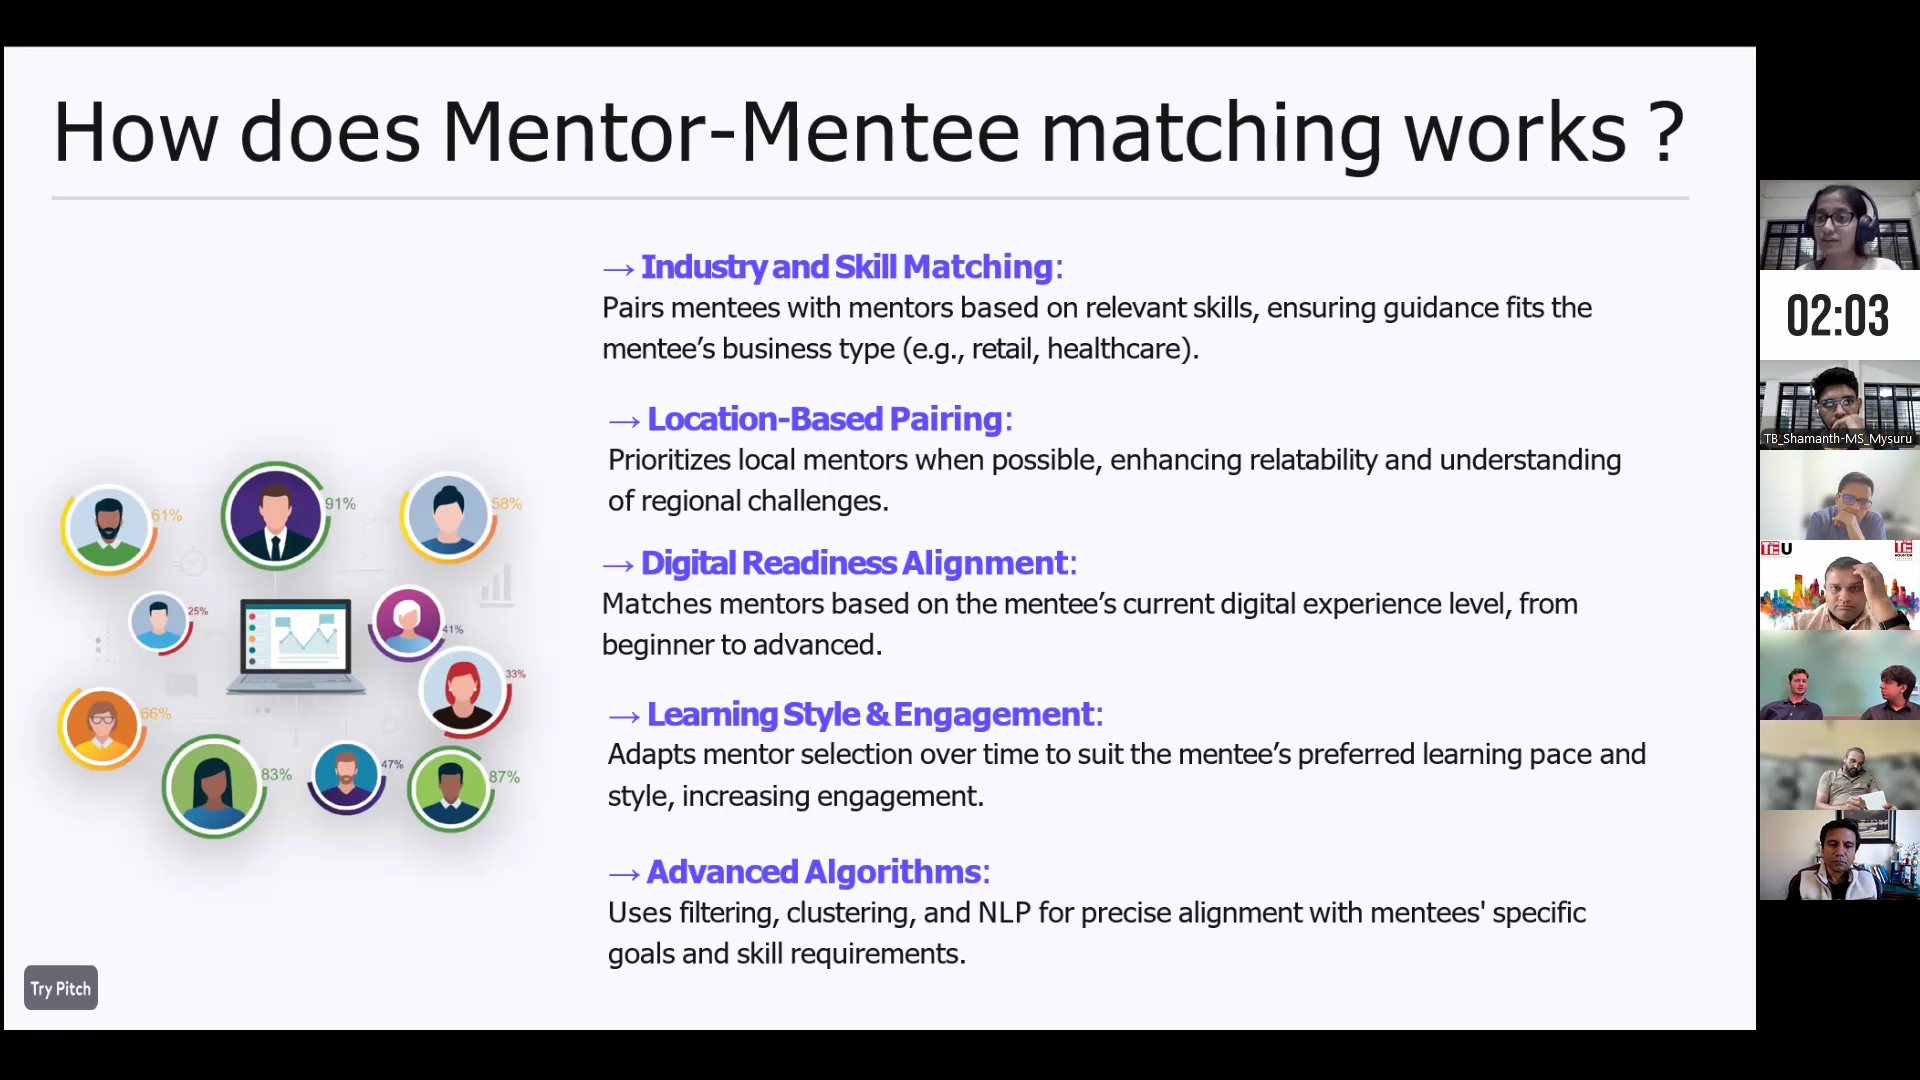 How does Mentor-Mentee matching works ?
→ Industry and Skill Matching:
Pairs mentees with mentors based on relevant skills, ensuring guidance fits the
mentee’s business type (e.g., retail, healthcare).
→ Location-Based Pairing:
Prioritizes local mentors when possible, enhancing relatability and understanding
of regional challenges.
→ Digital Readiness Alignment:
Matches mentors based on the mentee’s current digital experience level, from
beginner to advanced.
→ Learning Style & Engagement:
Adapts mentor selection over time to suit the mentee’s preferred learning pace and
style, increasing engagement.
→ Advanced Algorithms:
Uses filtering, clustering, and NLP for precise alignment with mentees' specific
goals and skill requirements.
61%
91%
58%
25%
41%
33%
66%
83%
47%
87%
Try Pitch
02:03
TB_Shamanth-MS_Mysuru